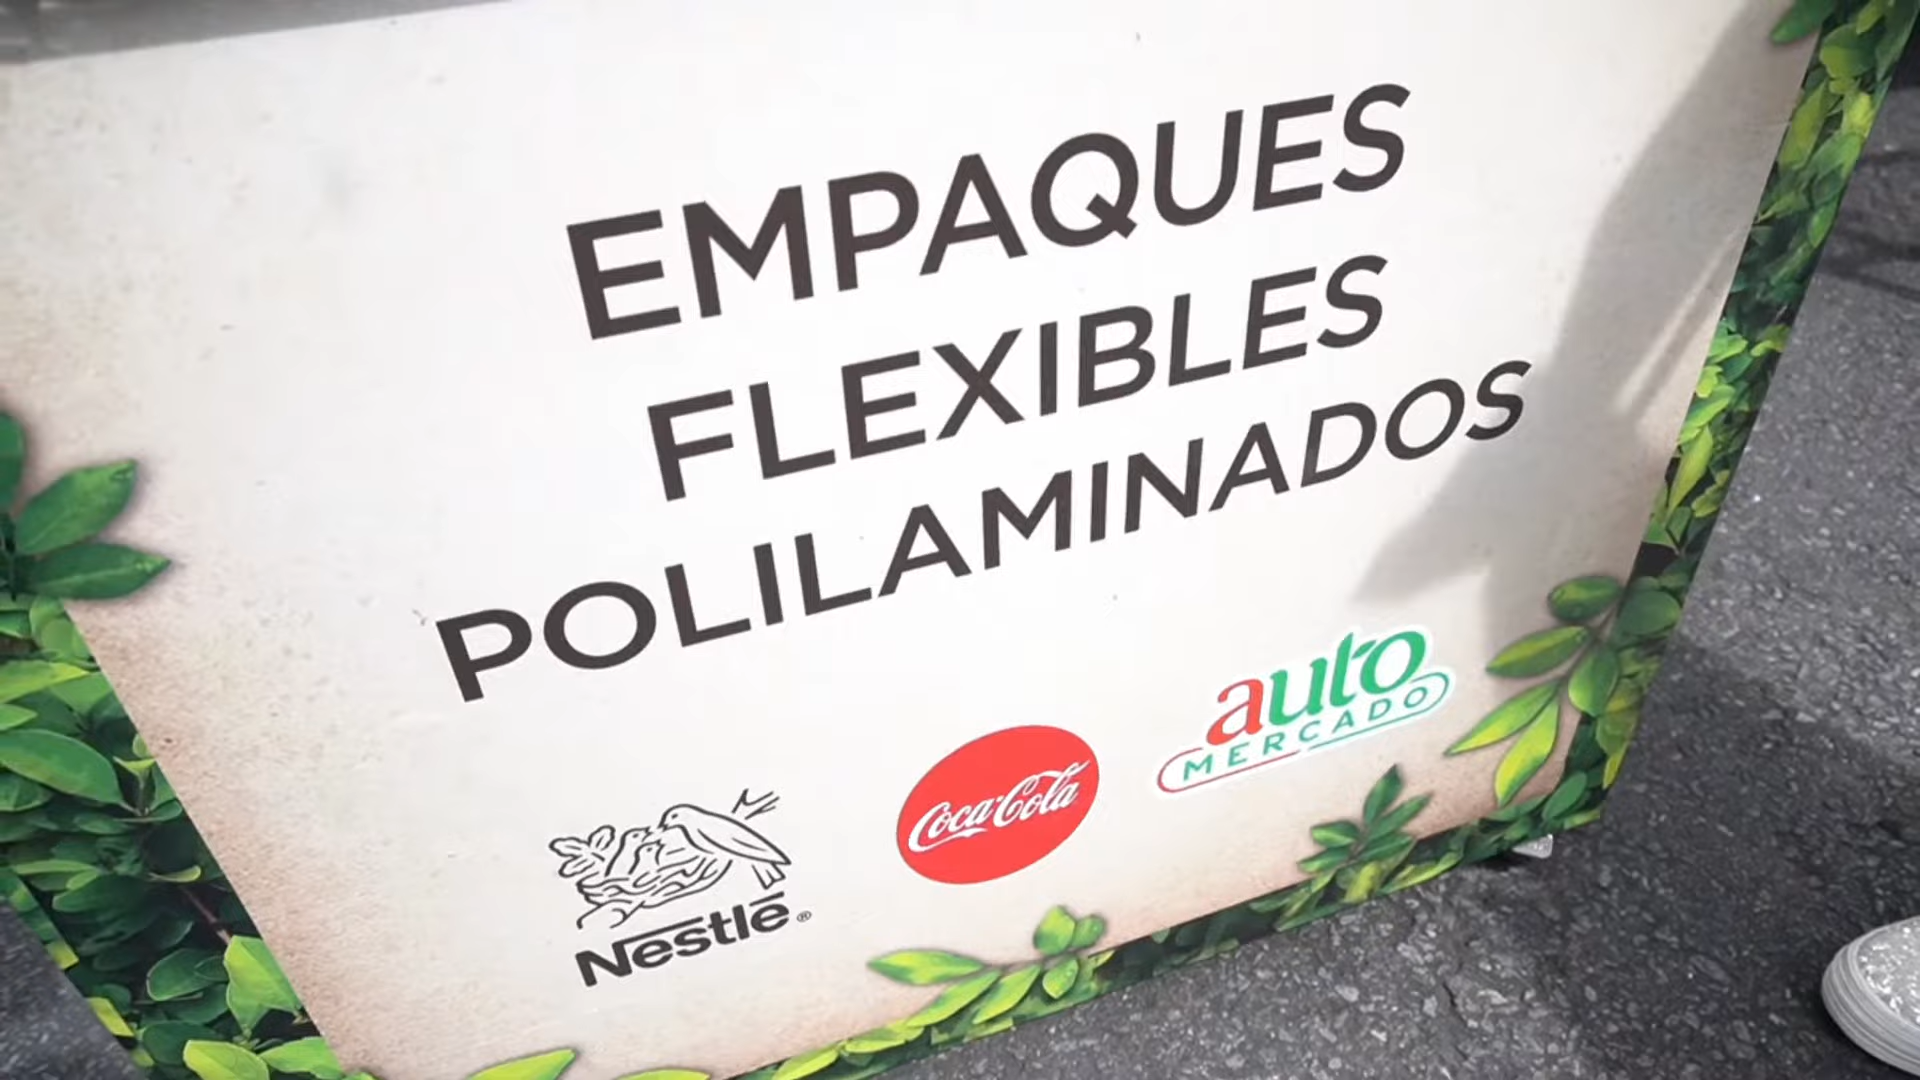 EMPAQUES
FLEXIBLES
POLILAMINADOS
Nestlé®
Coca-Cola
auto
MERCADO